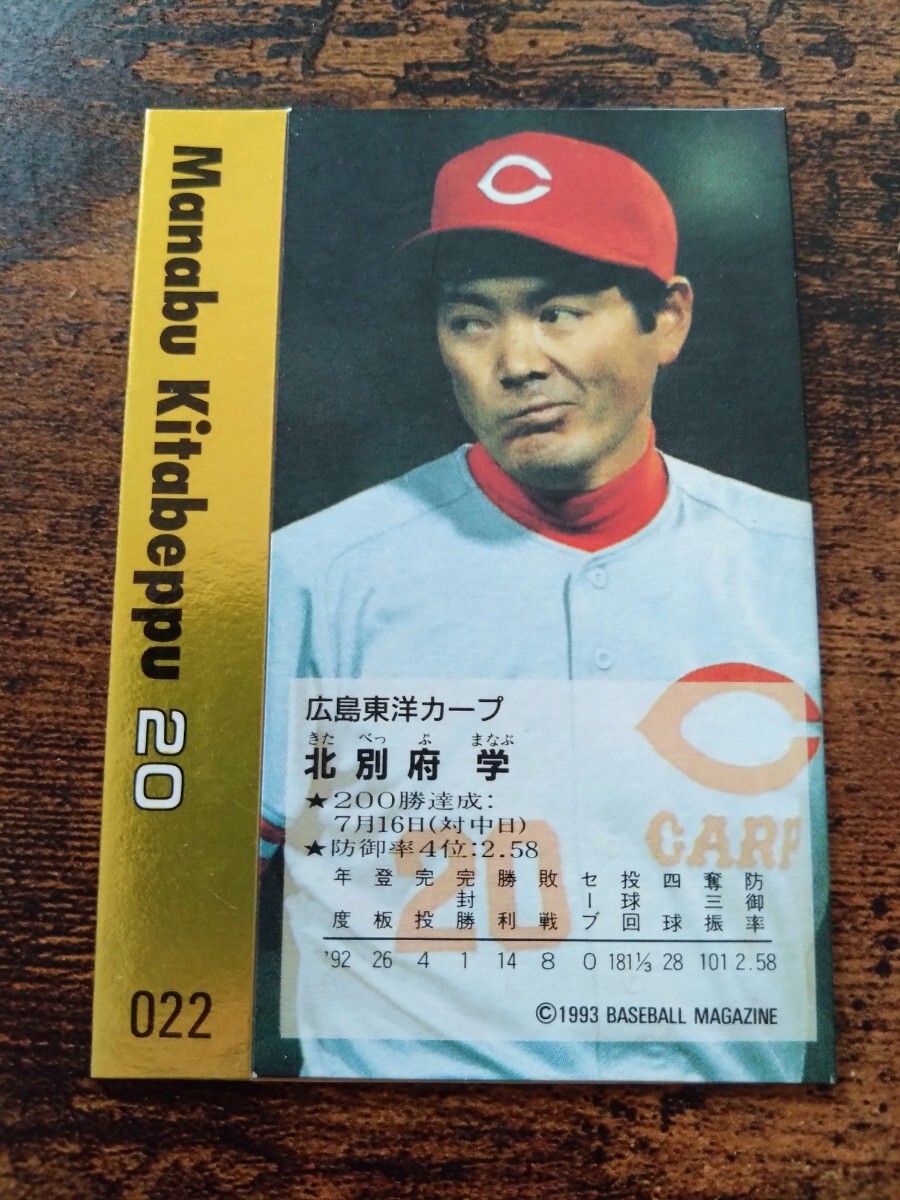 Manabu Kitabeppu 20
022
C
C
CARP
20
広島東洋カープ
きた べっ ぷ まなぶ
北別府 学
★200勝達成:
7月16日(対中日)
★防御率4位:2.58
年度 登板 完投 完封勝 勝利 敗戦 セーブ 投球回 四球 奪三振 防御率
'92 26 4 1 14 8 0 181⅓ 28 101 2.58
©1993 BASEBALL MAGAZINE